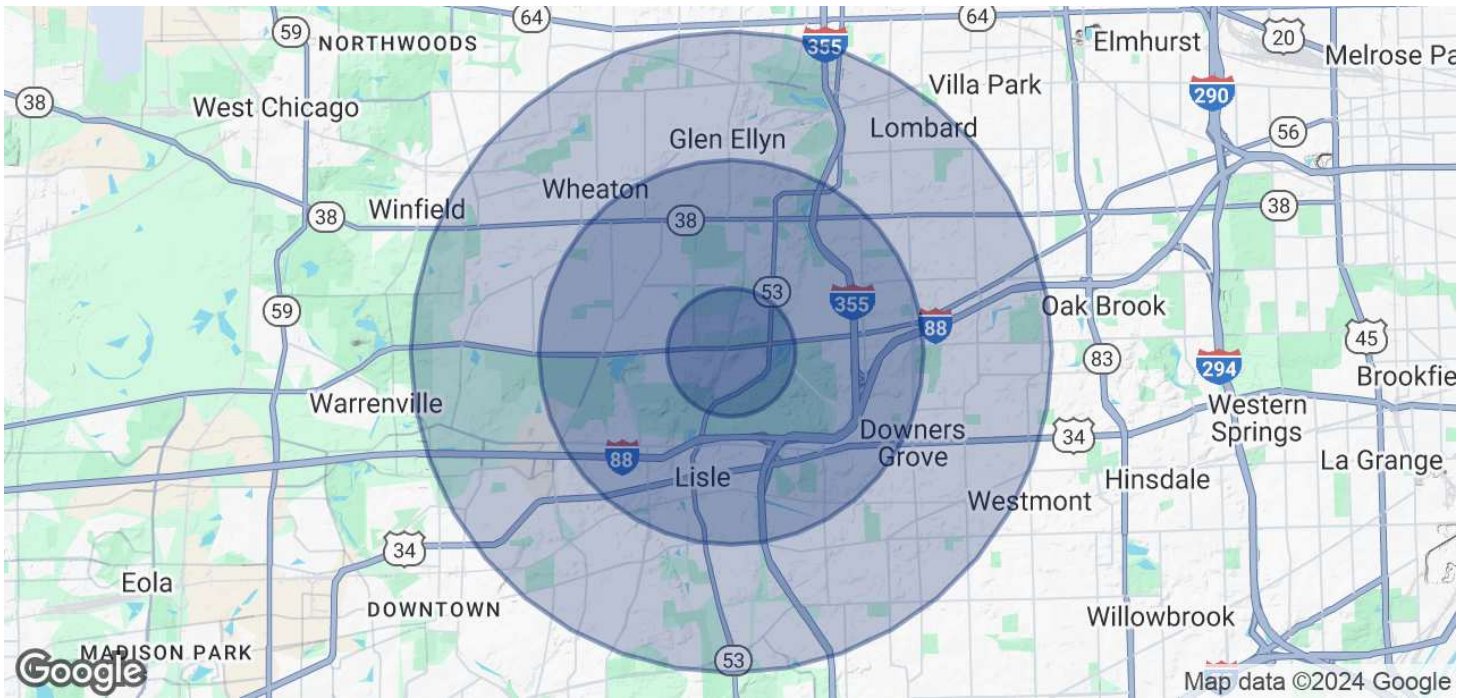 59
64
64
NORTHWOODS
355
Elmhurst
20
Melrose Pa
Villa Park
290
38
West Chicago
Lombard
56
Glen Ellyn
Wheaton
38
Winfield
38
38
53
59
355
88
Oak Brook
83
294
45
Brookfie
Warrenville
Downers
Grove
34
Western
Springs
88
Lisle
La Grange
Hinsdale
Westmont
34
Eola
DOWNTOWN
Willowbrook
MADISON PARK
53
Google
Map data ©2024 Google